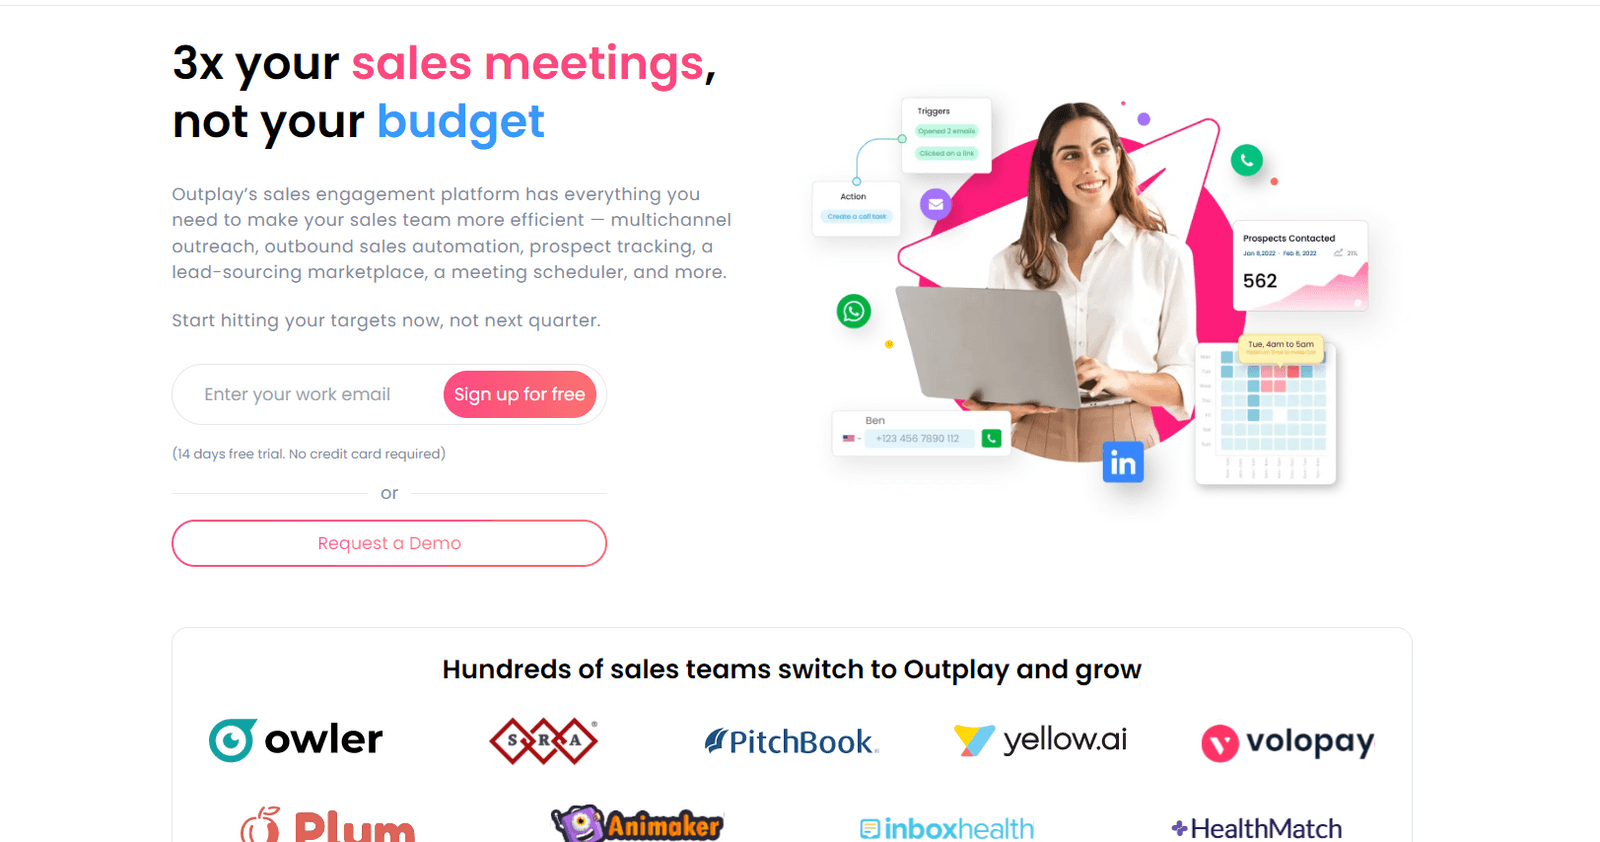 3x your sales meetings,
not your budget
Outplay's sales engagement platform has everything you
need to make your sales team more efficient — multichannel
outreach, outbound sales automation, prospect tracking, a
lead-sourcing marketplace, a meeting scheduler, and more.
Start hitting your targets now, not next quarter.
Enter your work email
Sign up for free
(14 days free trial. No credit card required)
or
Request a Demo
Triggers
Opened 2 emails
Clicked on a link
Action
Create a call task
Prospects Contacted
Jan 8,2022 - Feb 8, 2022
21%
562
Tue, 4am to 5am
Ben
+123 456 7890 112
in
Hundreds of sales teams switch to Outplay and grow
owler
SRA®
PitchBook
yellow.ai
volopay
Plum
Animaker
inboxhealth
HealthMatch